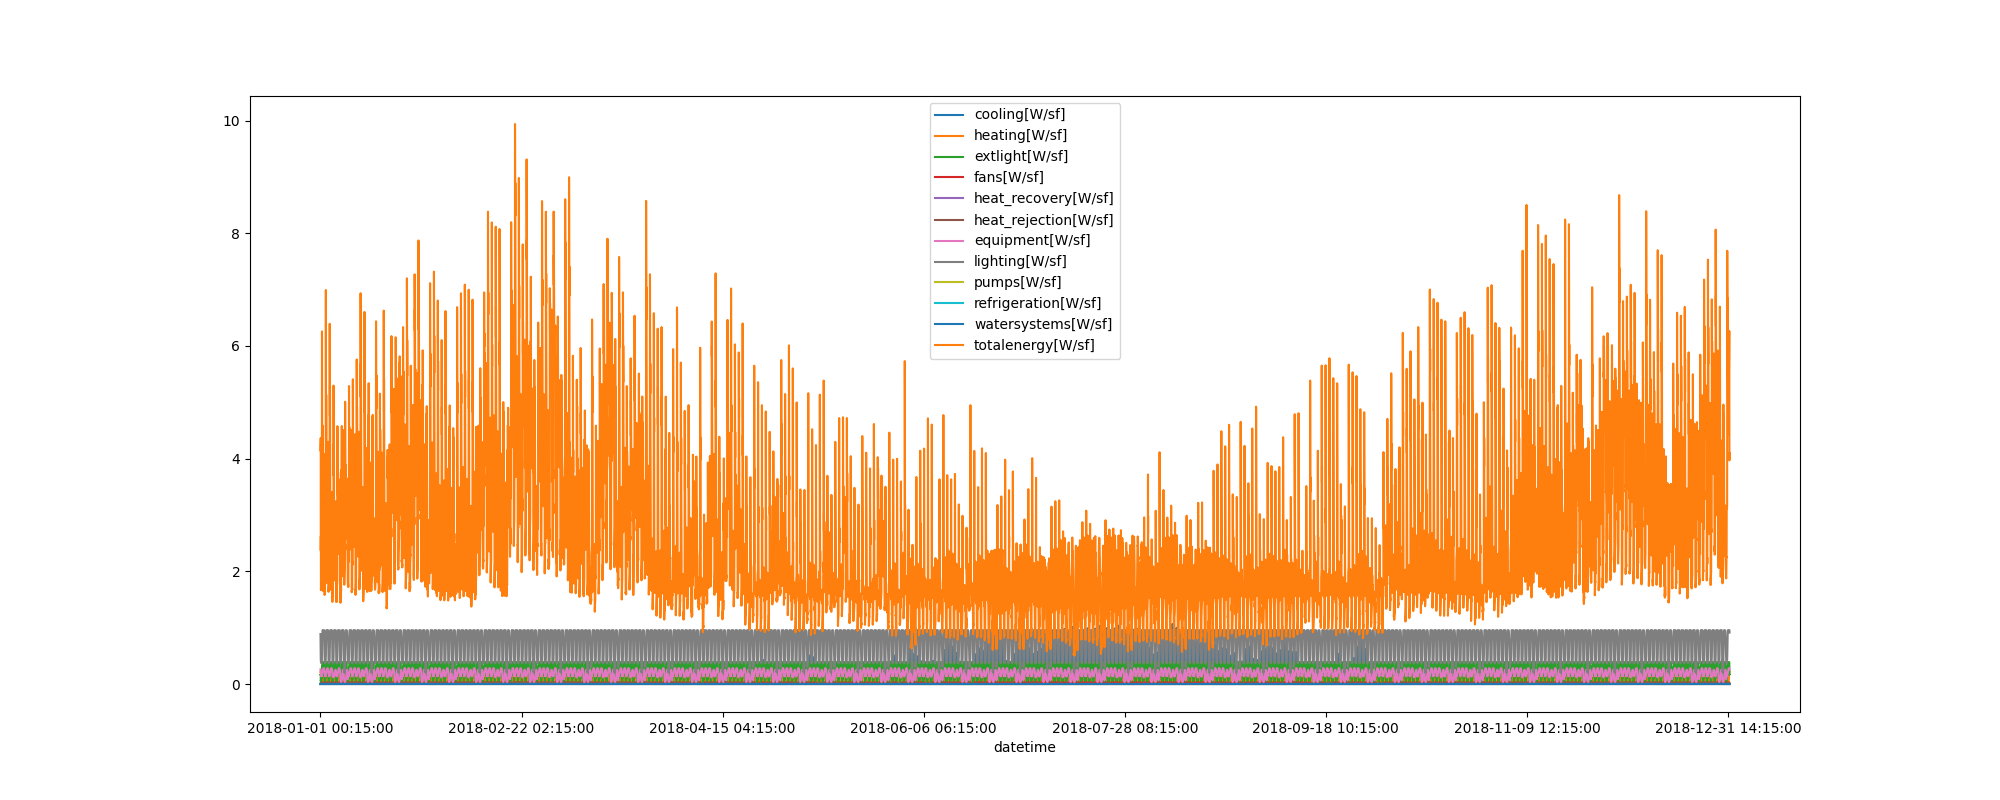 10
8
6
4
2
0
cooling[W/sf]
heating[W/sf]
extlight[W/sf]
fans[W/sf]
heat_recovery[W/sf]
heat_rejection[W/sf]
equipment[W/sf]
lighting[W/sf]
pumps[W/sf]
refrigeration[W/sf]
watersystems[W/sf]
totalenergy[W/sf]
2018-01-01 00:15:00
2018-02-22 02:15:00
2018-04-15 04:15:00
2018-06-06 06:15:00
2018-07-28 08:15:00
2018-09-18 10:15:00
2018-11-09 12:15:00
2018-12-31 14:15:00
datetime